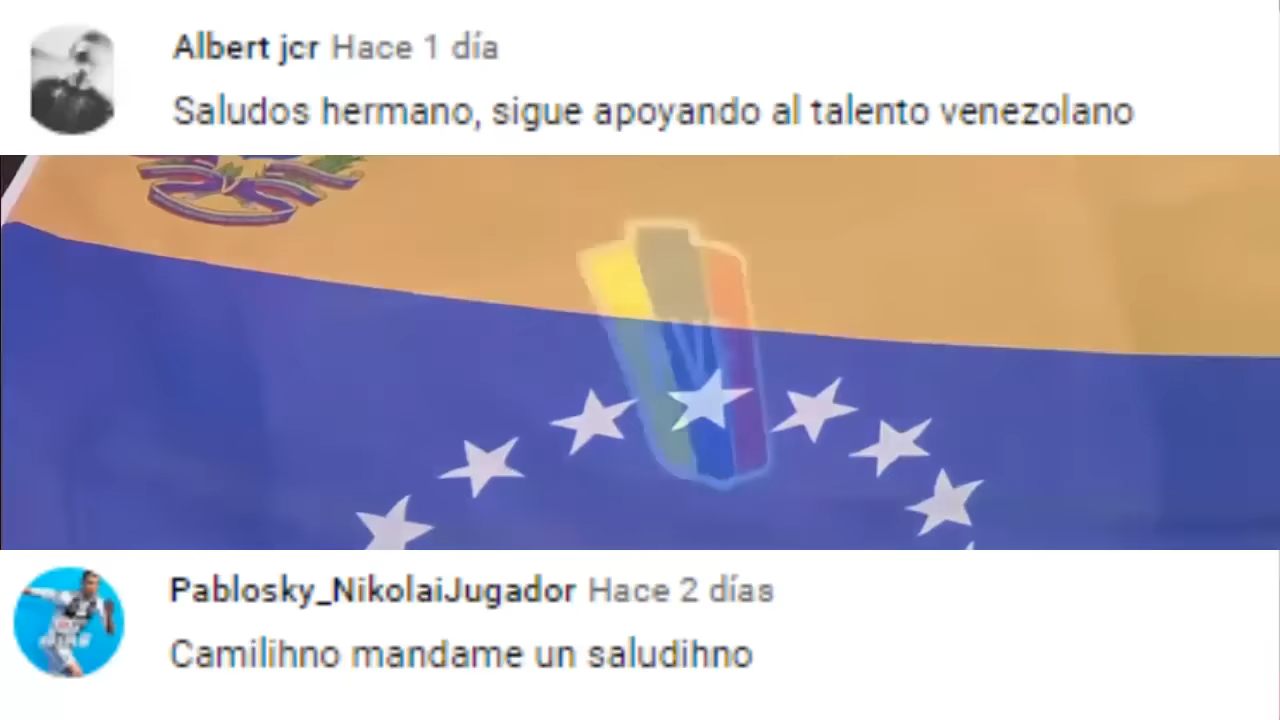 Albert jcr Hace 1 día
Saludos hermano, sigue apoyando al talento venezolano
Pablosky_NikolaiJugador Hace 2 días
Camilihno mandame un saludihno